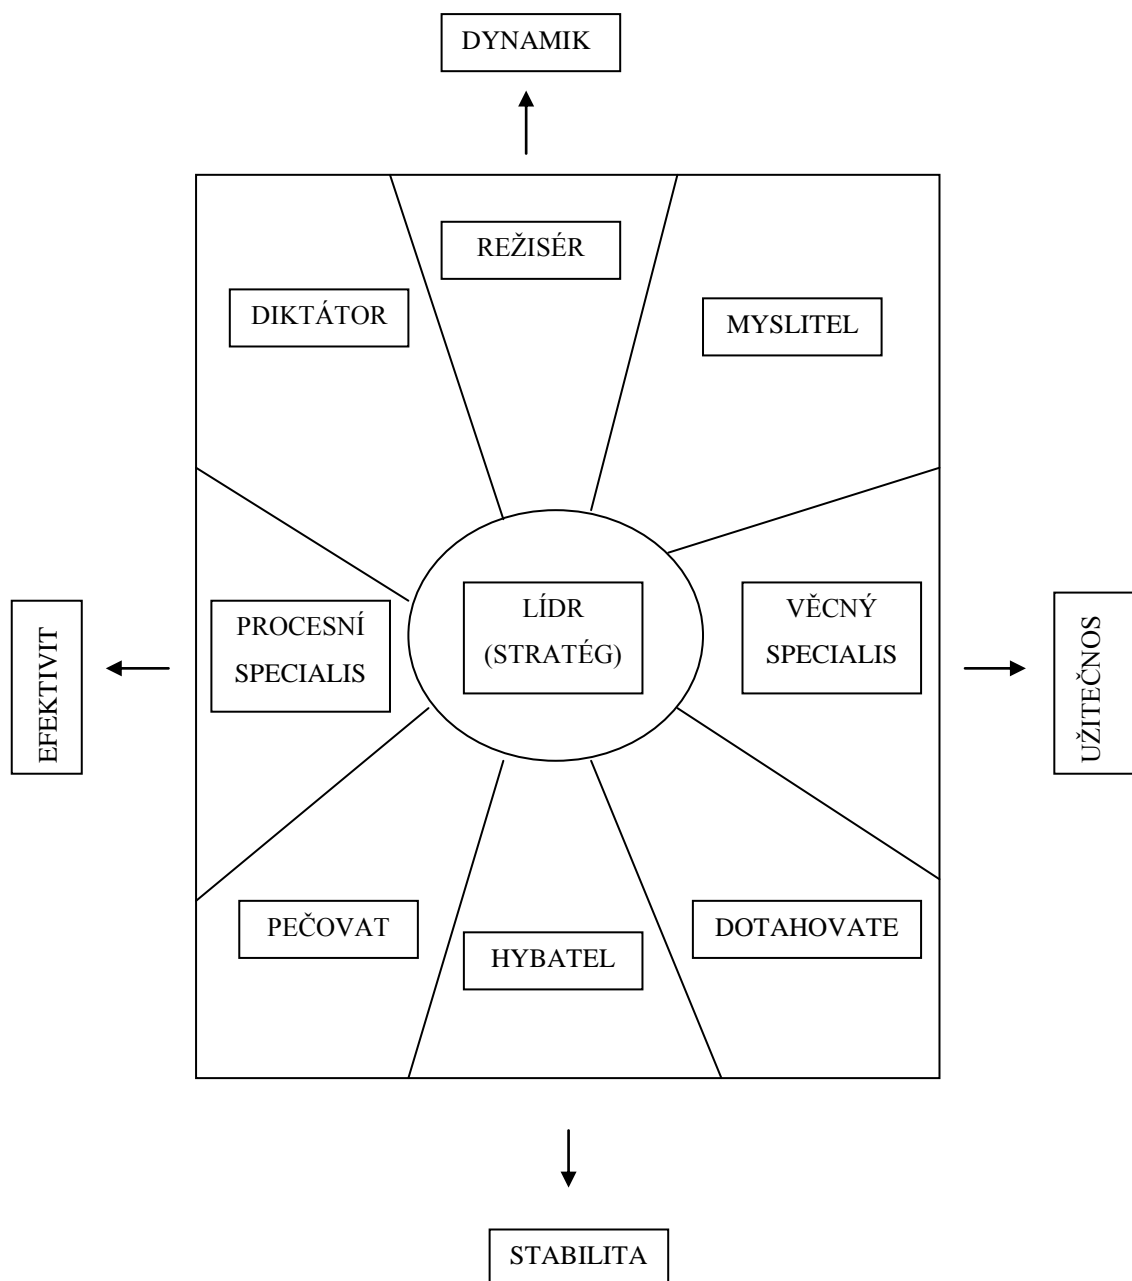 DYNAMIK
REŽISÉR
DIKTÁTOR
MYSLITEL
EFEKTIVIT
PROCESNÍ
SPECIALIS
LÍDR
(STRATÉG)
VĚCNÝ
SPECIALIS
UŽITEČNOS
PEČOVAT
HYBATEL
DOTAHOVATE
STABILITA